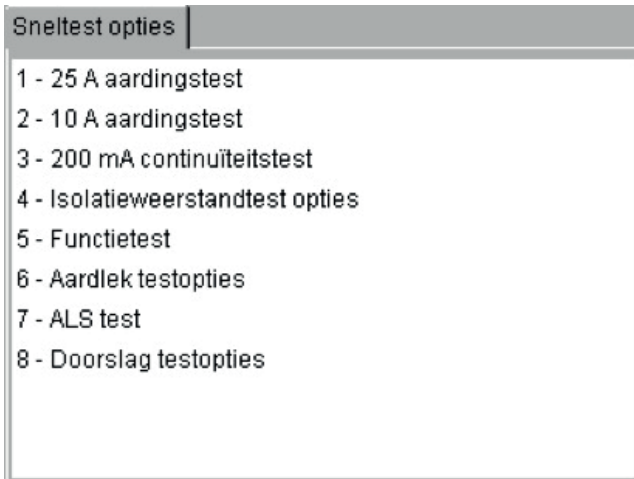 Sneltest opties
1 - 25 A aardingstest
2 - 10 A aardingstest
3 - 200 mA continuïteitstest
4 - Isolatieweerstandtest opties
5 - Functietest
6 - Aardlek testopties
7 - ALS test
8 - Doorslag testopties